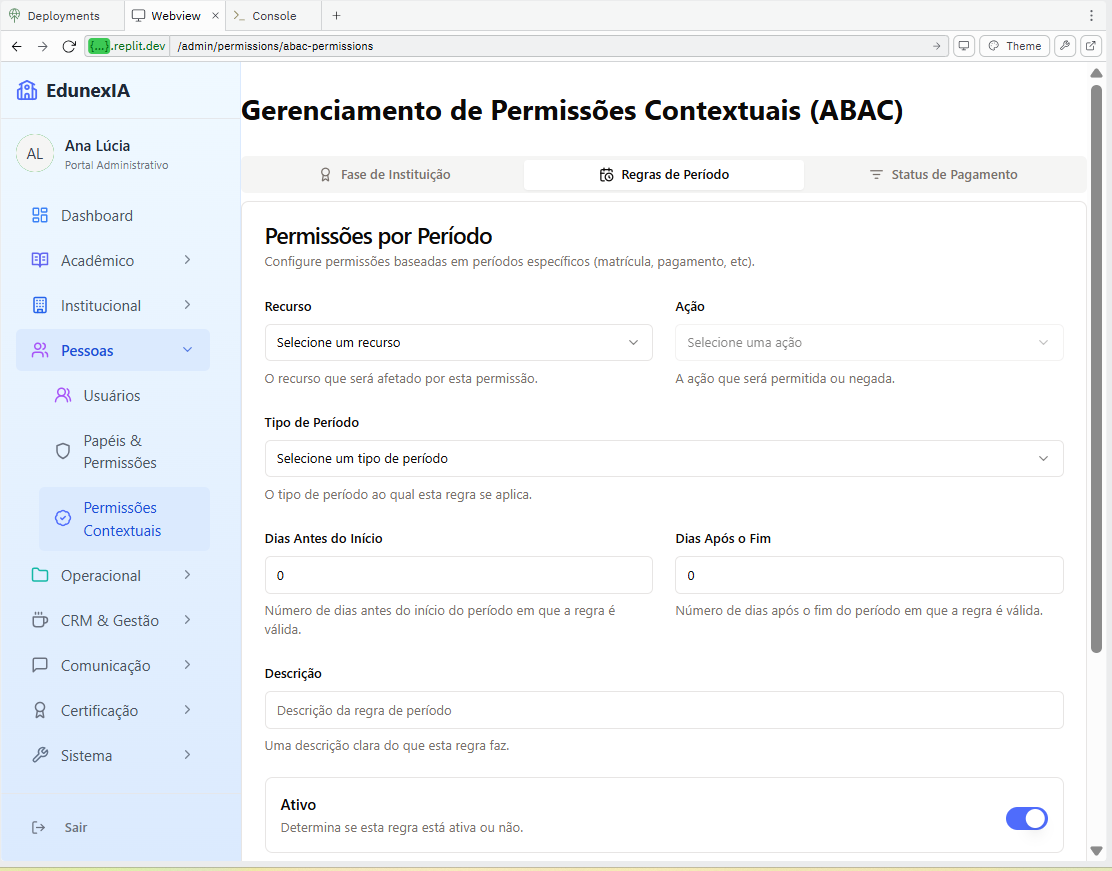 Deployments
Webview
Console
{...}.replit.dev
/admin/permissions/abac-permissions
Theme
EdunexIA
AL
Ana Lúcia
Portal Administrativo
Dashboard
Acadêmico
Institucional
Pessoas
Usuários
Papéis &
Permissões
Permissões
Contextuais
Operacional
CRM & Gestão
Comunicação
Certificação
Sistema
Sair
Gerenciamento de Permissões Contextuais (ABAC)
Fase de Instituição
Regras de Período
Status de Pagamento
Permissões por Período
Configure permissões baseadas em períodos específicos (matrícula, pagamento, etc).
Recurso
Selecione um recurso
O recurso que será afetado por esta permissão.
Ação
Selecione uma ação
A ação que será permitida ou negada.
Tipo de Período
Selecione um tipo de período
O tipo de período ao qual esta regra se aplica.
Dias Antes do Início
0
Número de dias antes do início do período em que a regra é
válida.
Dias Após o Fim
0
Número de dias após o fim do período em que a regra é válida.
Descrição
Descrição da regra de período
Uma descrição clara do que esta regra faz.
Ativo
Determina se esta regra está ativa ou não.